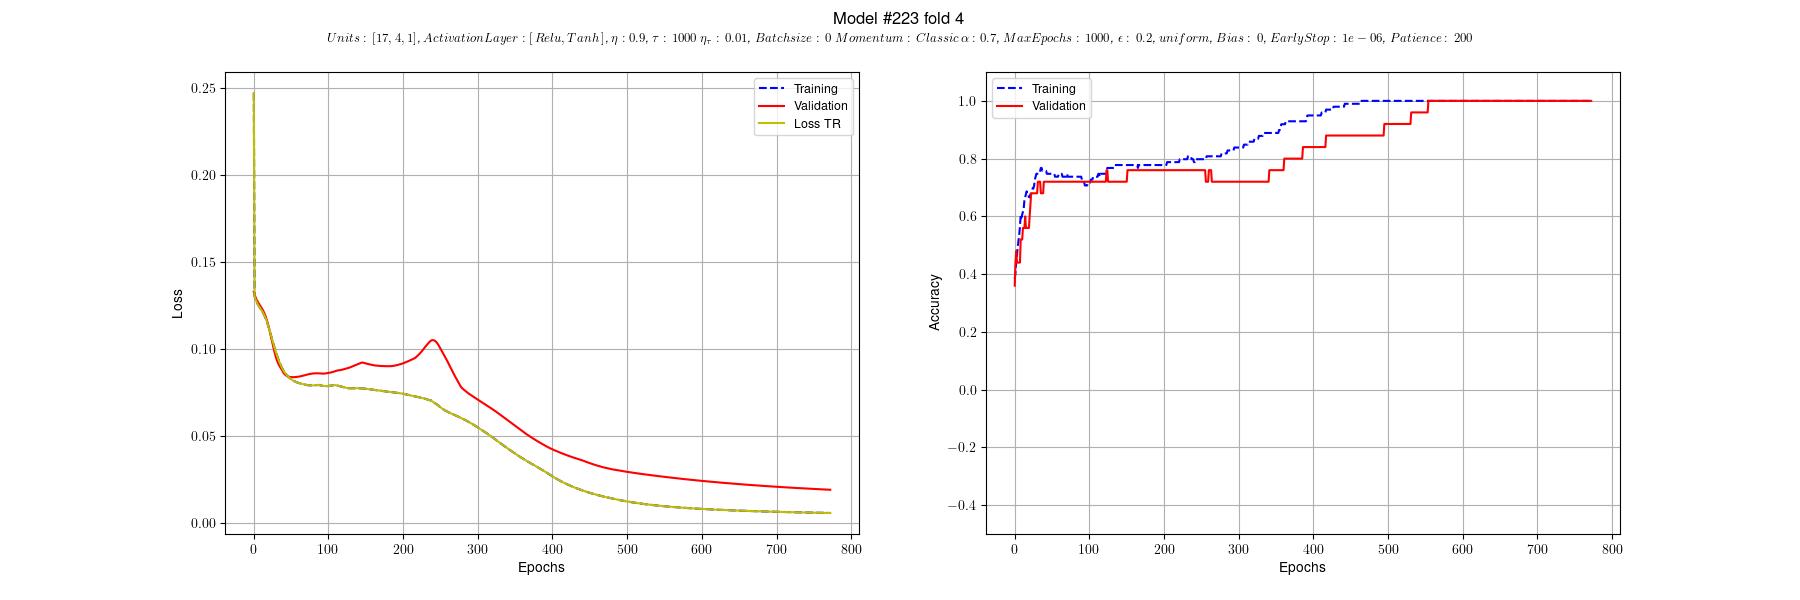 Model #223 fold 4
Units : [17, 4, 1], ActivationLayer : [Relu, Tanh], η : 0.9, τ : 1000 ητ : 0.01, Batchsize : 0 Momentum : Classic α : 0.7, MaxEpochs : 1000, ϵ : 0.2, uniform, Bias : 0, EarlyStop : 1e − 06, Patience : 200
Training
Validation
Loss TR
0.25
0.20
0.15
0.10
0.05
0.00
Loss
0 100 200 300 400 500 600 700 800
Epochs
Training
Validation
1.0
0.8
0.6
0.4
0.2
0.0
−0.2
−0.4
Accuracy
0 100 200 300 400 500 600 700 800
Epochs